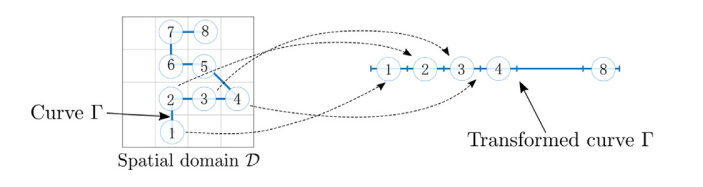 7 8
6 5
2 3 4
1
Curve Γ
Spatial domain 𝒟
1 2 3 4 8
Transformed curve Γ